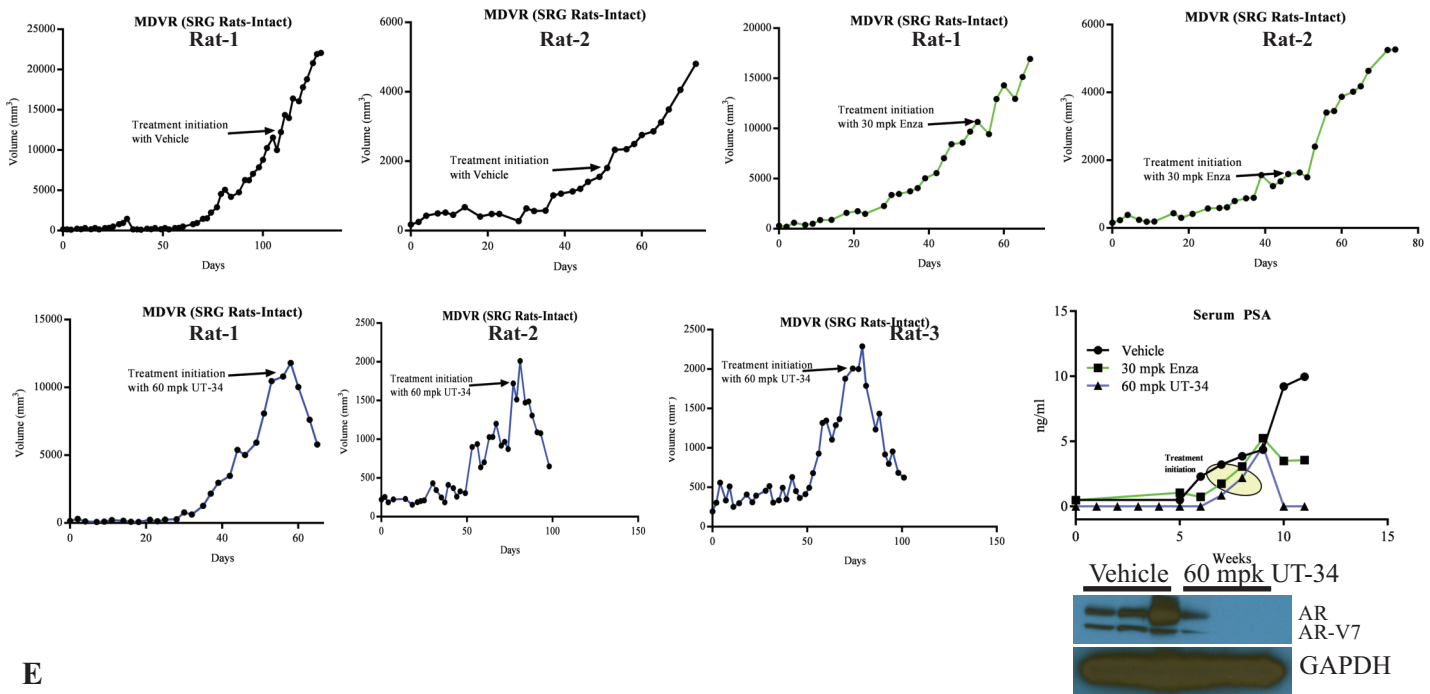 MDVR (SRG Rats-Intact)
Rat-1
25000
20000
15000
10000
5000
0
Volume (mm³)
Treatment initiation
with Vehicle
0
50
100
Days
MDVR (SRG Rats-Intact)
Rat-2
6000
4000
2000
0
Volume (mm³)
Treatment initiation
with Vehicle
0
20
40
60
Days
MDVR (SRG Rats-Intact)
Rat-1
20000
15000
10000
5000
0
Volume (mm³)
Treatment initiation
with 30 mpk Enza
0
20
40
60
Days
MDVR (SRG Rats-Intact)
Rat-2
6000
4000
2000
0
Volume (mm³)
Treatment initiation
with 30 mpk Enza
0
20
40
60
80
Days
MDVR (SRG Rats-Intact)
Rat-1
15000
10000
5000
0
Volume (mm³)
Treatment initiation
with 60 mpk UT-34
0
20
40
60
Days
MDVR (SRG Rats-Intact)
Rat-2
2500
2000
1500
1000
500
0
Volume (mm³)
Treatment initiation
with 60 mpk UT-34
0
50
100
150
Days
MDVR (SRG Rats-Intact)
Rat-3
2500
2000
1500
1000
500
0
Volume (mm³)
Treatment initiation
with 60 mpk UT-34
0
50
100
150
Days
Serum PSA
Vehicle
30 mpk Enza
60 mpk UT-34
15
10
5
0
ng/ml
Treatment
initiation
0
5
10
15
Weeks
Vehicle 60 mpk UT-34
AR
AR-V7
GAPDH
E